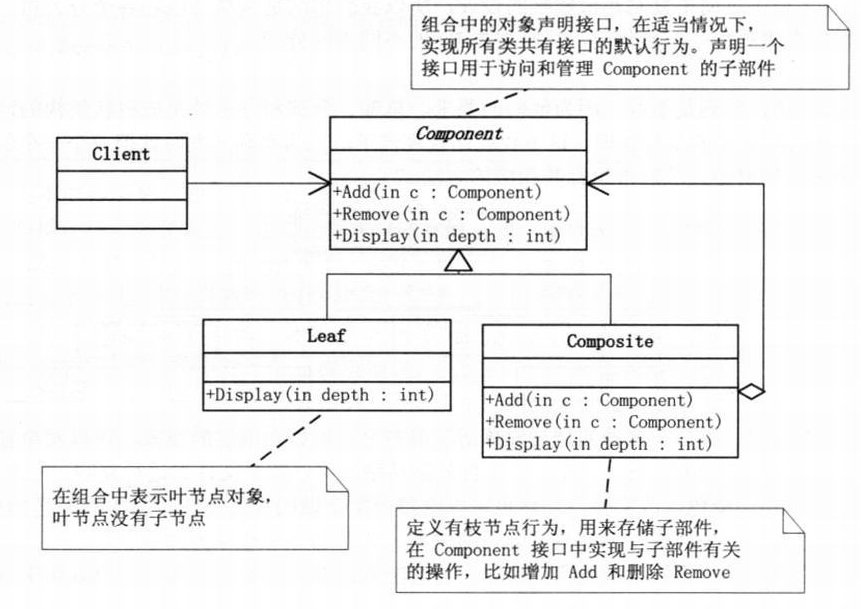 组合中的对象声明接口，在适当情况下，
实现所有类共有接口的默认行为。声明一个
接口用于访问和管理 Component 的子部件
Component
+Add(in c : Component)
+Remove(in c : Component)
+Display(in depth : int)
Client
Leaf
+Display(in depth : int)
Composite
+Add(in c : Component)
+Remove(in c : Component)
+Display(in depth : int)
在组合中表示叶节点对象，
叶节点没有子节点
定义有枝节点行为，用来存储子部件，
在 Component 接口中实现与子部件有关
的操作，比如增加 Add 和删除 Remove